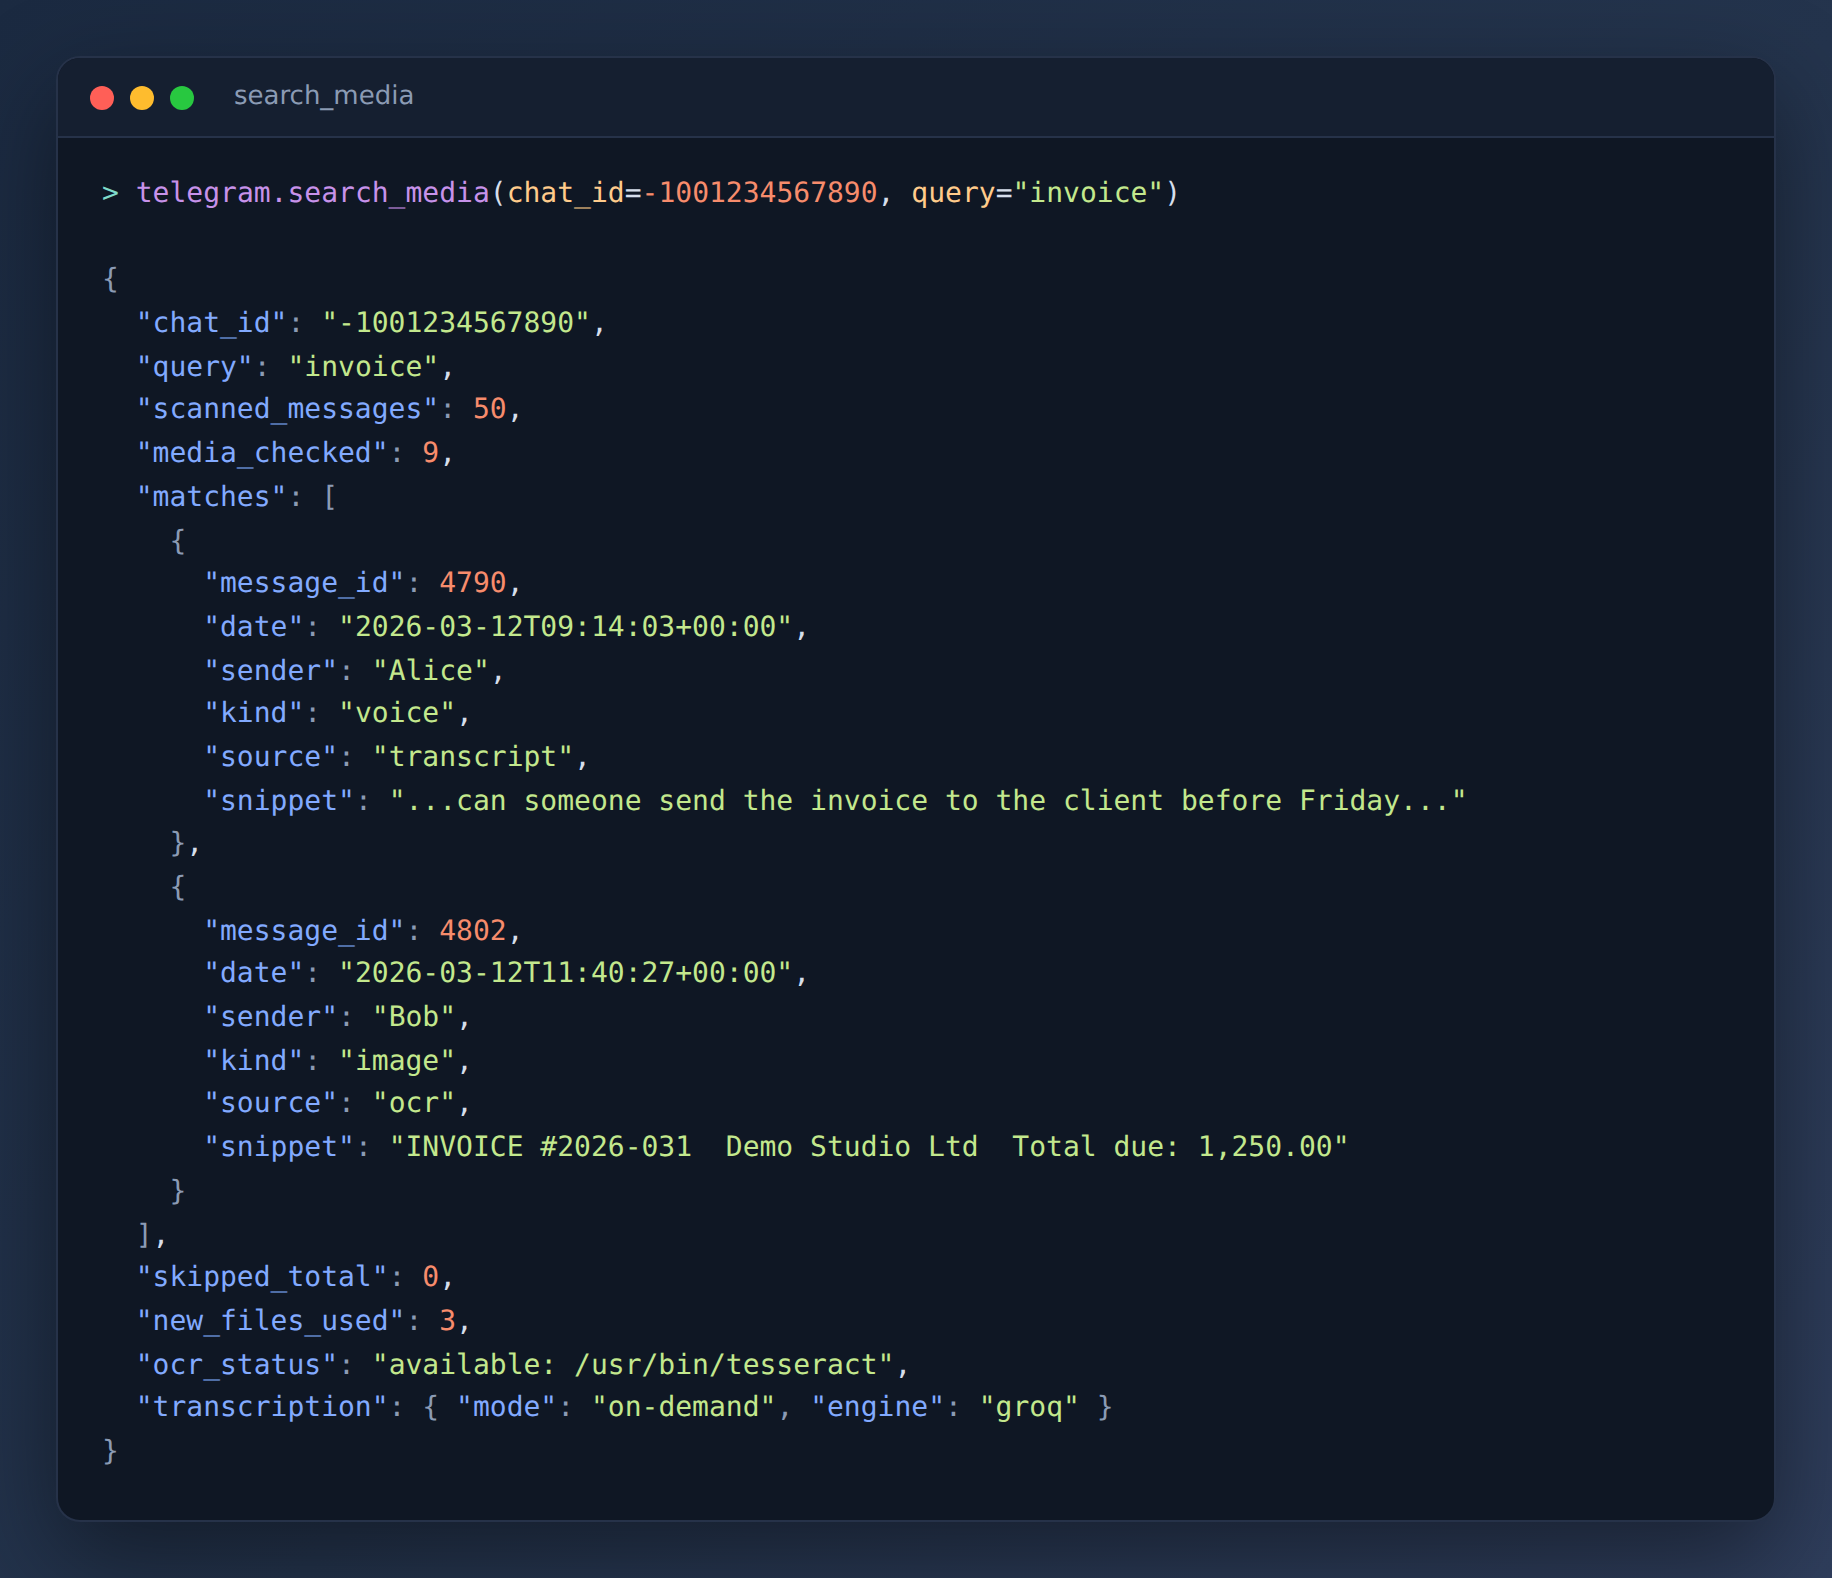 search_media
> telegram.search_media(chat_id=-1001234567890, query="invoice")
{
  "chat_id": "-1001234567890",
  "query": "invoice",
  "scanned_messages": 50,
  "media_checked": 9,
  "matches": [
    {
      "message_id": 4790,
      "date": "2026-03-12T09:14:03+00:00",
      "sender": "Alice",
      "kind": "voice",
      "source": "transcript",
      "snippet": "...can someone send the invoice to the client before Friday..."
    },
    {
      "message_id": 4802,
      "date": "2026-03-12T11:40:27+00:00",
      "sender": "Bob",
      "kind": "image",
      "source": "ocr",
      "snippet": "INVOICE #2026-031  Demo Studio Ltd  Total due: 1,250.00"
    }
  ],
  "skipped_total": 0,
  "new_files_used": 3,
  "ocr_status": "available: /usr/bin/tesseract",
  "transcription": { "mode": "on-demand", "engine": "groq" }
}